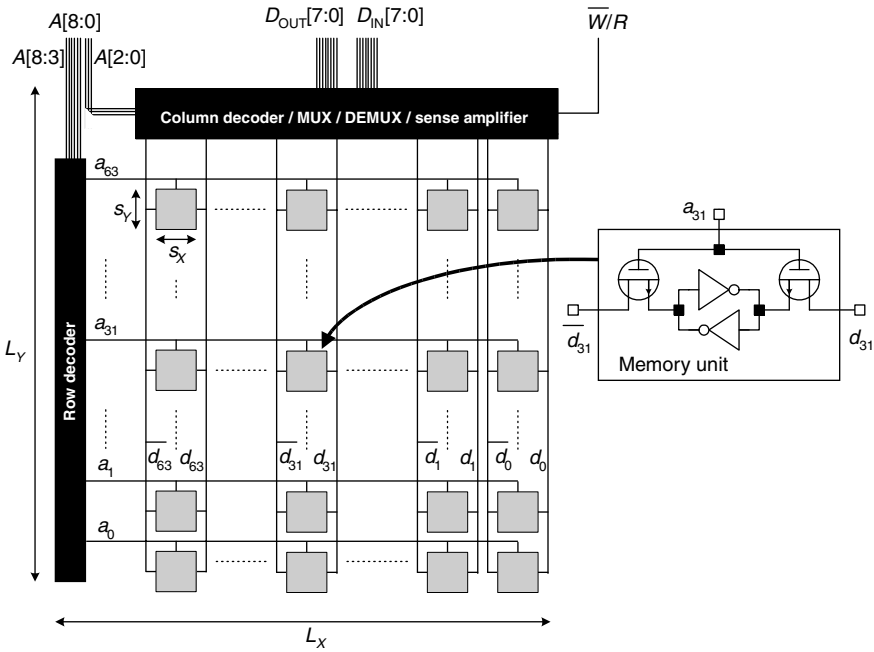 A[8:0]
D_OUT[7:0] D_IN[7:0]
W̅/R
A[8:3] A[2:0]
Column decoder / MUX / DEMUX / sense amplifier
a_63
s_Y
s_X
a_31
a_31
d̅_31
d_31
Memory unit
L_Y
Row decoder
d̅_63 d_63 d̅_31 d_31 d̅_1 d_1 d̅_0 d_0
a_1
a_0
L_X